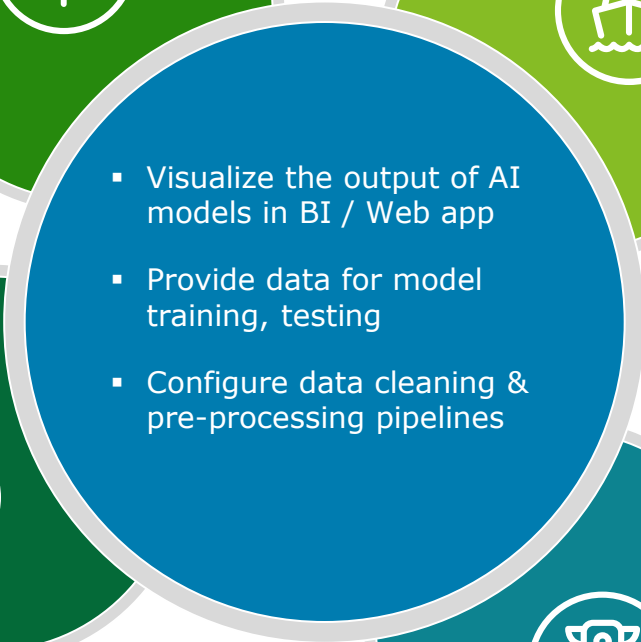 ▪ Visualize the output of AI
models in BI / Web app
▪ Provide data for model
training, testing
▪ Configure data cleaning &
pre-processing pipelines